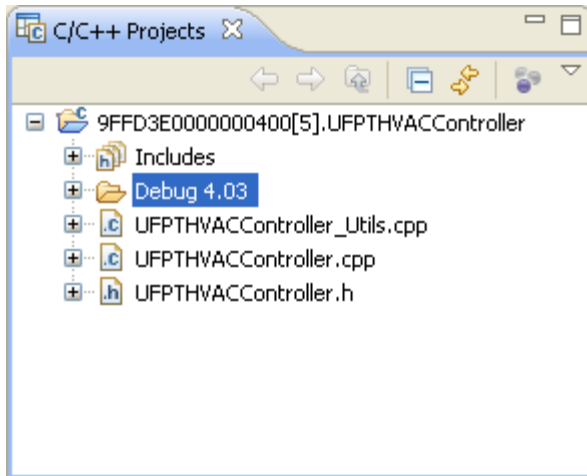 C/C++ Projects
9FFD3E0000000400[5].UFPTHVACController
Includes
Debug 4.03
UFPTHVACController_Utils.cpp
UFPTHVACController.cpp
UFPTHVACController.h